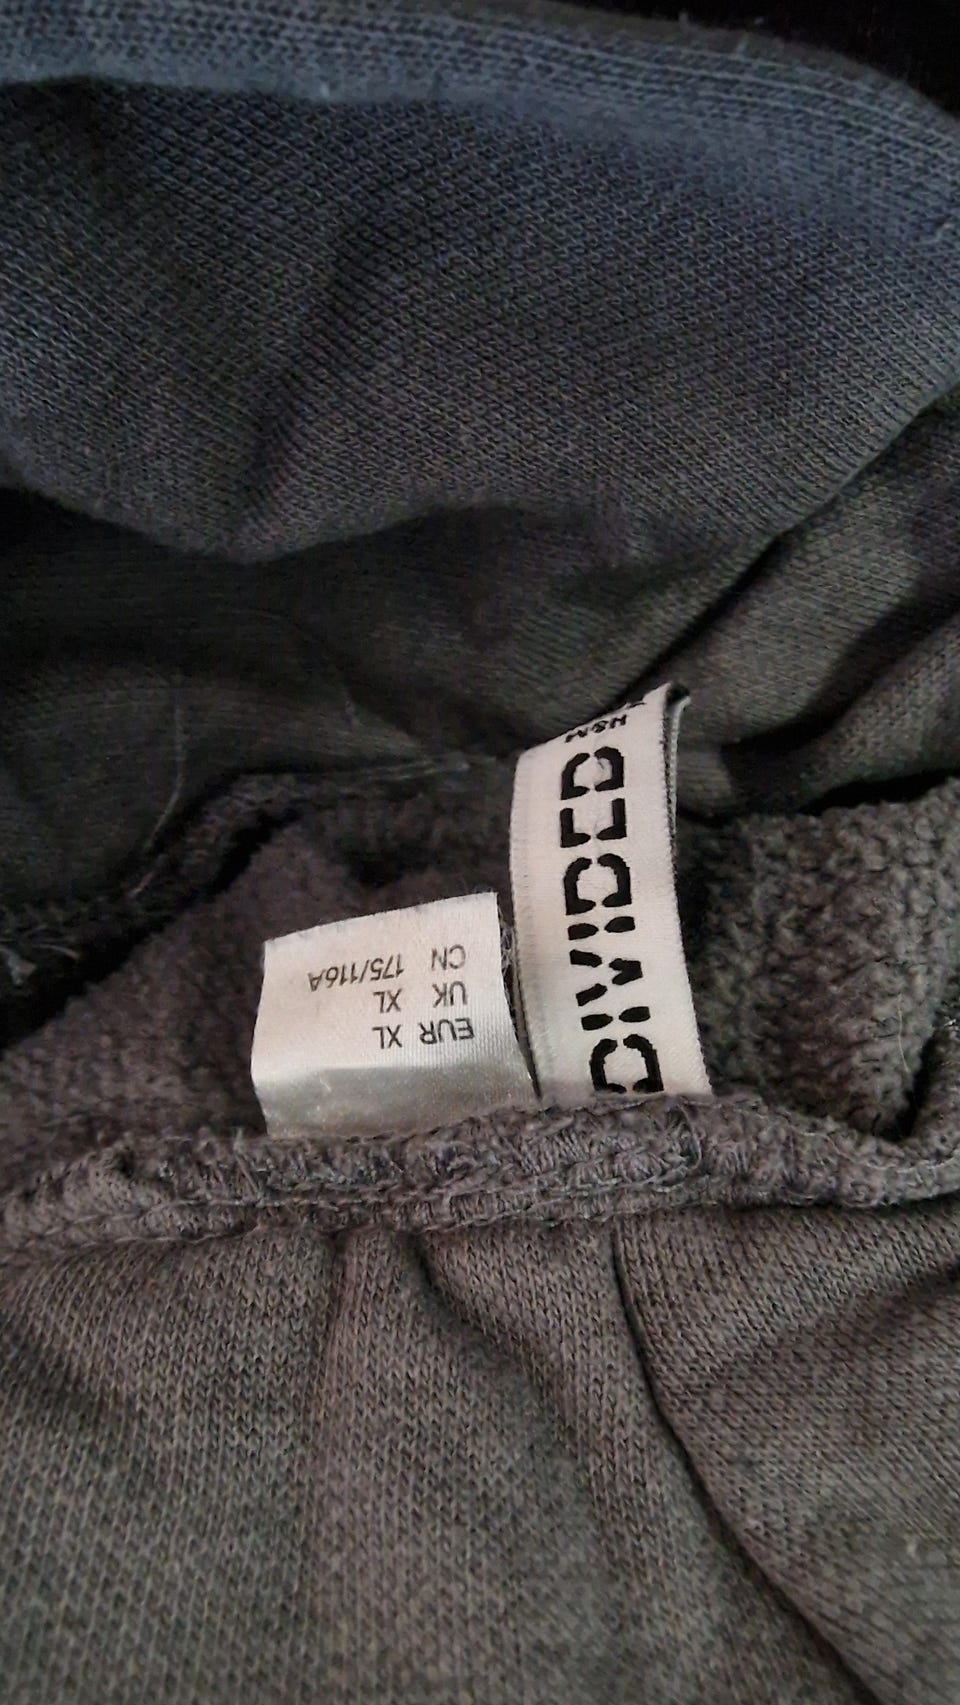 DIVIDED
H&M
EUR XL
UK XL
CN 175/116A